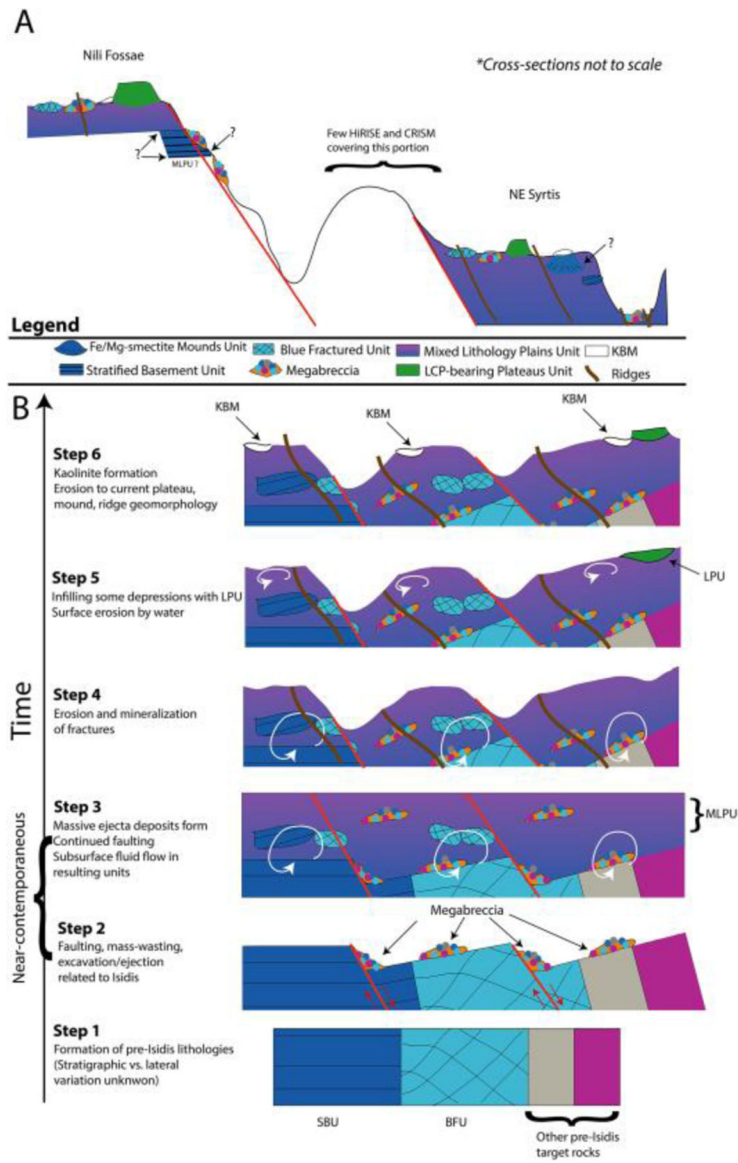 A
Nili Fossae
*Cross-sections not to scale
?
?
MLPU ?
Few HiRISE and CRISM
covering this portion
NE Syrtis
?
Legend
Fe/Mg-smectite Mounds Unit
Blue Fractured Unit
Mixed Lithology Plains Unit
KBM
Stratified Basement Unit
Megabreccia
LCP-bearing Plateaus Unit
Ridges
B
Time
Near-contemporaneous
KBM
KBM
KBM
Step 6
Kaolinite formation
Erosion to current plateau,
mound, ridge geomorphology
Step 5
Infilling some depressions with LPU
Surface erosion by water
LPU
Step 4
Erosion and mineralization
of fractures
Step 3
Massive ejecta deposits form
Continued faulting
Subsurface fluid flow in
resulting units
MLPU
Megabreccia
Step 2
Faulting, mass-wasting,
excavation/ejection
related to Isidis
Step 1
Formation of pre-Isidis lithologies
(Stratigraphic vs. lateral
variation unknwon)
SBU
BFU
Other pre-Isidis
target rocks